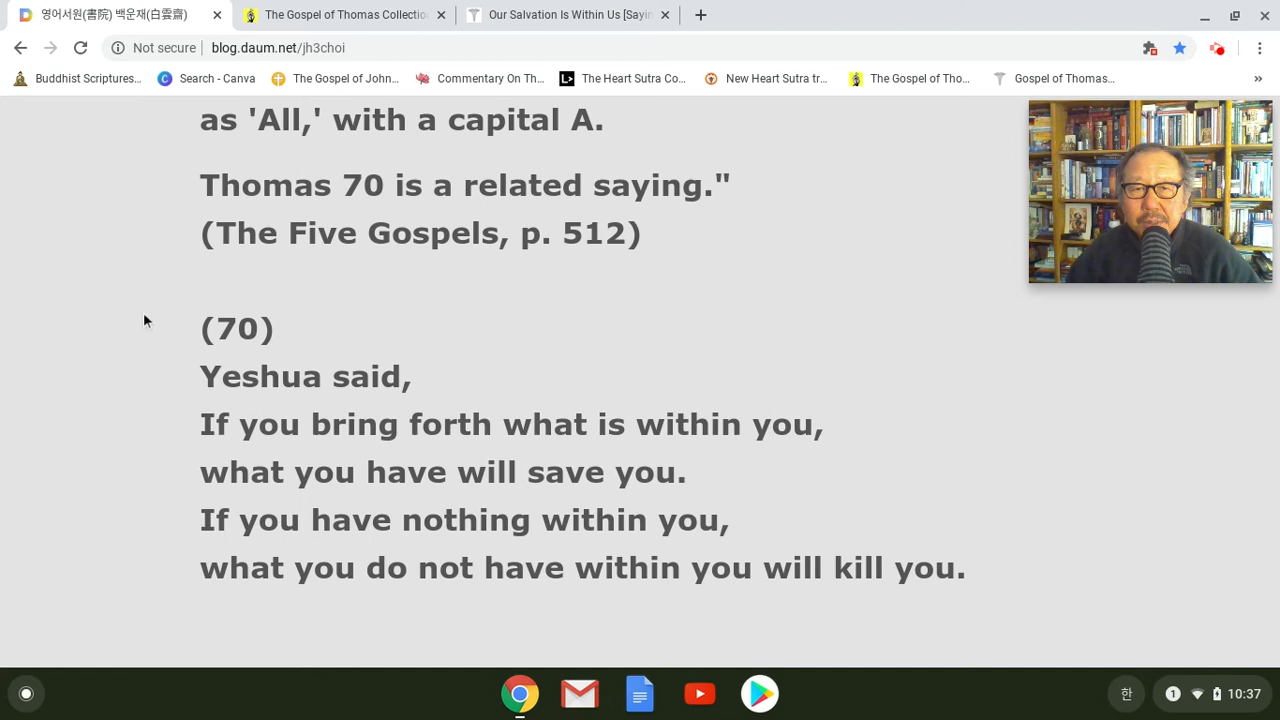 영어서원(書院) 백운재(白雲齋)
The Gospel of Thomas Collectio
Our Salvation Is Within Us [Sayin
Not secure
blog.daum.net/jh3choi
Buddhist Scriptures...
Search - Canva
The Gospel of John...
Commentary On Th...
The Heart Sutra Co...
New Heart Sutra tr...
The Gospel of Tho...
Gospel of Thomas...
»
as 'All,' with a capital A.
Thomas 70 is a related saying."
(The Five Gospels, p. 512)
(70)
Yeshua said,
If you bring forth what is within you,
what you have will save you.
If you have nothing within you,
what you do not have within you will kill you.
한
1
10:37